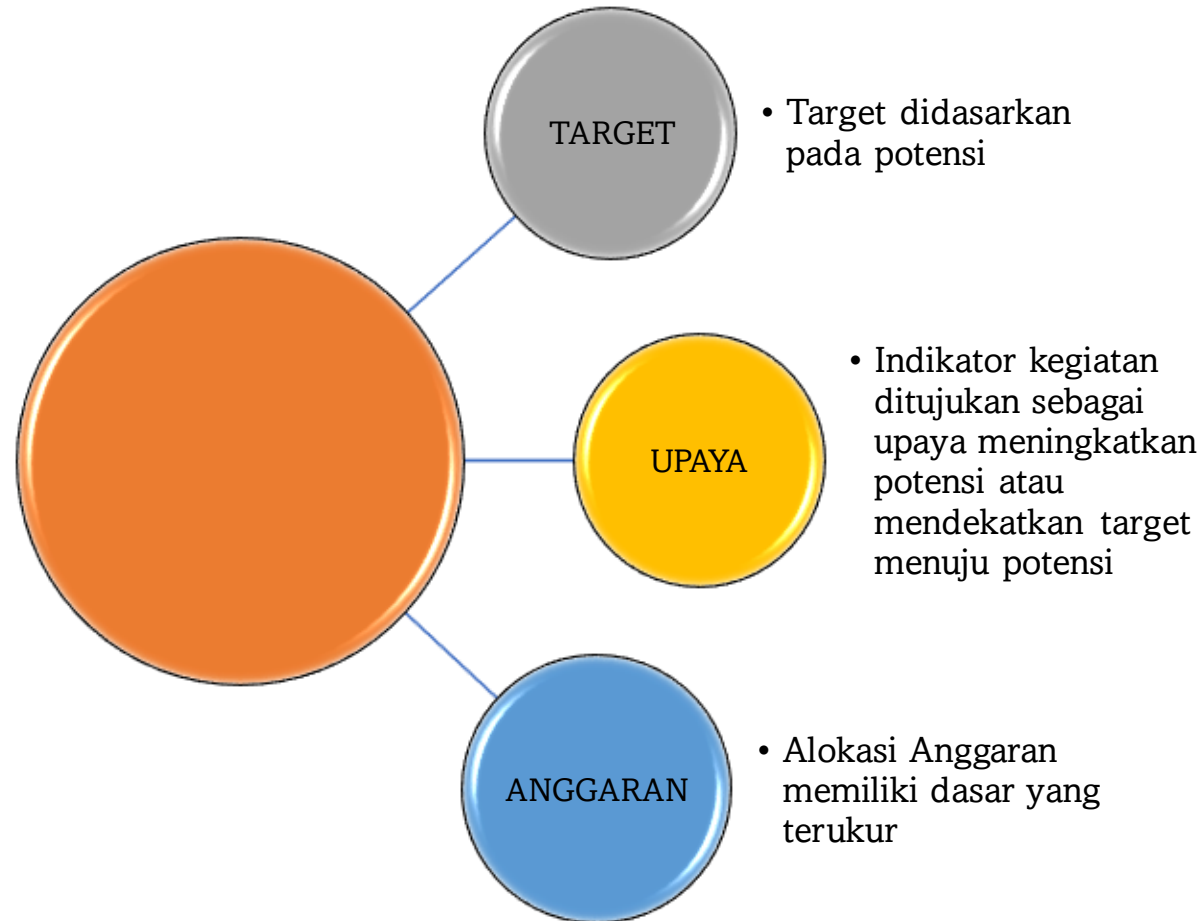 TARGET
• Target didasarkan
pada potensi
UPAYA
• Indikator kegiatan
ditujukan sebagai
upaya meningkatkan
potensi atau
mendekatkan target
menuju potensi
ANGGARAN
• Alokasi Anggaran
memiliki dasar yang
terukur